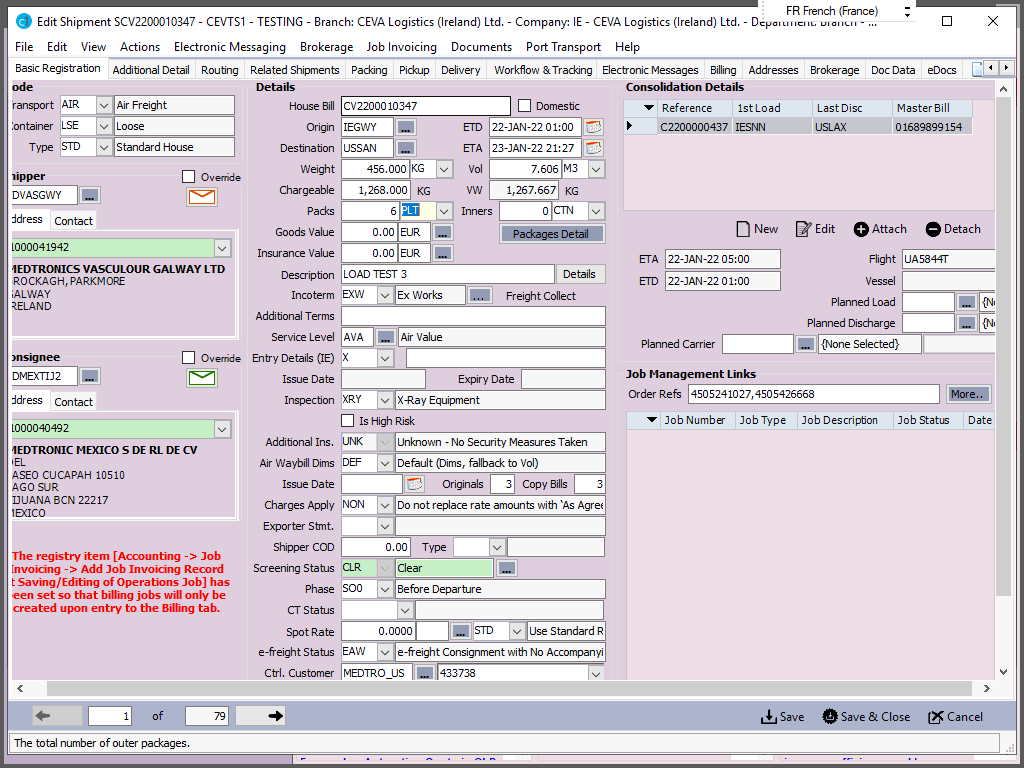 FR French (France)
Edit Shipment SCV2200010347 - CEVTS1 - TESTING - Branch: CEVA Logistics (Ireland) Ltd. - Company: IE - CEVA Logistics (Ireland) Ltd. - Department: Branch - ...
File Edit View Actions Electronic Messaging Brokerage Job Invoicing Documents Port Transport Help
Basic Registration Additional Detail Routing Related Shipments Packing Pickup Delivery Workflow & Tracking Electronic Messages Billing Addresses Brokerage Doc Data eDocs
ode
ransport AIR Air Freight
ontainer LSE Loose
Type STD Standard House
hipper Override
DVASGWY ...
ddress Contact
1000041942
MEDTRONICS VASCULOUR GALWAY LTD
BROCKAGH, PARKMORE
GALWAY
RELAND
onsignee Override
DMEXTIJ2 ...
ddress Contact
1000040492
MEDTRONIC MEXICO S DE RL DE CV
DEL
ASEO CUCAPAH 10510
AGO SUR
TIJUANA BCN 22217
MEXICO
The registry item [Accounting -> Job
Invoicing -> Add Job Invoicing Record
t Saving/Editing of Operations Job] has
een set so that billing jobs will only be
created upon entry to the Billing tab.
Details
House Bill CV2200010347 Domestic
Origin IEGWY ... ETD 22-JAN-22 01:00
Destination USSAN ... ETA 23-JAN-22 21:27
Weight 456.000 KG Vol 7.606 M3
Chargeable 1,268.000 KG VW 1,267.667 KG
Packs 6 PLT Inners 0 CTN
Goods Value 0.00 EUR ... Packages Detail
Insurance Value 0.00 EUR ...
Description LOAD TEST 3 Details
Incoterm EXW Ex Works ... Freight Collect
Additional Terms
Service Level AVA ... Air Value
Entry Details (IE) X
Issue Date Expiry Date
Inspection XRY X-Ray Equipment
Is High Risk
Additional Ins. UNK Unknown - No Security Measures Taken
Air Waybill Dims DEF Default (Dims, fallback to Vol)
Issue Date Originals 3 Copy Bills 3
Charges Apply NON Do not replace rate amounts with 'As Agree
Exporter Stmt.
Shipper COD 0.00 Type
Screening Status CLR Clear ...
Phase SO0 Before Departure
CT Status
Spot Rate 0.0000 ... STD Use Standard R
e-freight Status EAW e-freight Consignment with No Accompanyi
Ctrl. Customer MEDTRO_US ... 433738
Consolidation Details
Reference 1st Load Last Disc Master Bill
C2200000437 IESNN USLAX 01689899154
New Edit Attach Detach
ETA 22-JAN-22 05:00 Flight UA5844T
ETD 22-JAN-22 01:00 Vessel
Planned Load ... {No
Planned Discharge ... {No
Planned Carrier ... {None Selected}
Job Management Links
Order Refs 4505241027,4505426668 More..
Job Number Job Type Job Description Job Status Date
1 of 79 Save Save & Close Cancel
The total number of outer packages.